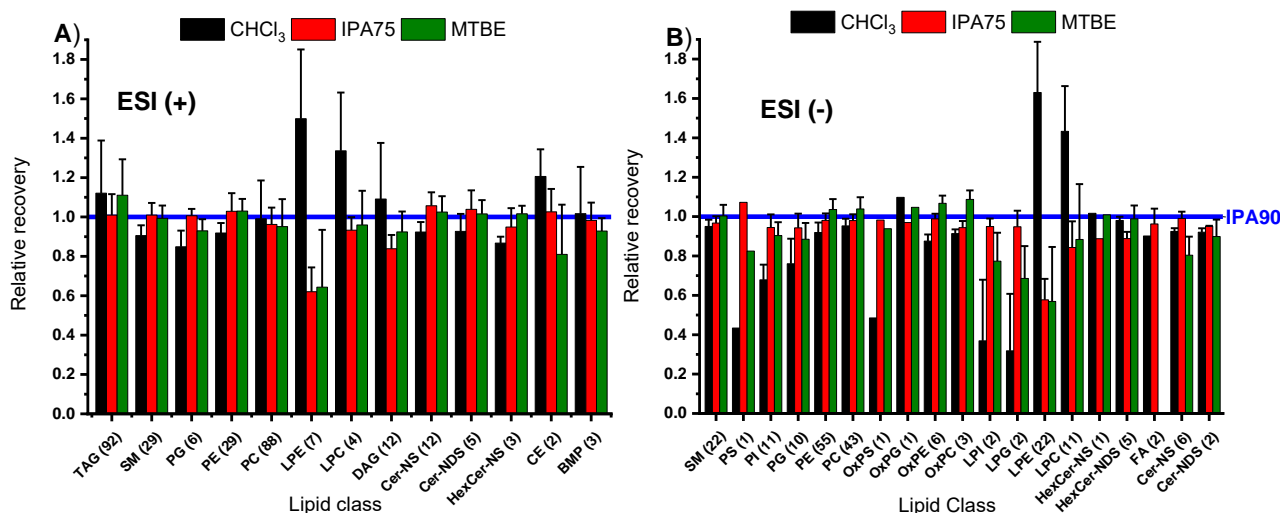 A)
CHCl₃ IPA75 MTBE
ESI (+)
Relative recovery
1.8
1.6
1.4
1.2
1.0
0.8
0.6
0.4
0.2
0.0
TAG (92)
SM (29)
PG (6)
PE (29)
PC (88)
LPE (7)
LPC (4)
DAG (12)
Cer-NS (12)
Cer-NDS (5)
HexCer-NS (3)
CE (2)
BMP (3)
Lipid class
B)
CHCl₃ IPA75 MTBE
ESI (-)
Relative recovery
1.8
1.6
1.4
1.2
1.0
0.8
0.6
0.4
0.2
0.0
IPA90
SM (22)
PS (1)
PI (11)
PG (10)
PE (55)
PC (43)
OxPS (1)
OxPG (1)
OxPE (6)
OxPC (3)
LPI (2)
LPG (2)
LPE (22)
LPC (11)
HexCer-NS (1)
HexCer-NDS (5)
FA (2)
Cer-NS (6)
Cer-NDS (2)
Lipid Class